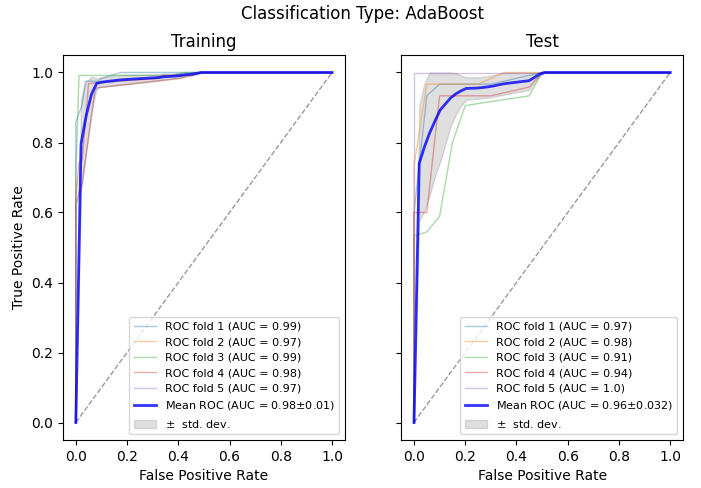 Classification Type: AdaBoost
Training
True Positive Rate
1.0
0.8
0.6
0.4
0.2
0.0
ROC fold 1 (AUC = 0.99)
ROC fold 2 (AUC = 0.97)
ROC fold 3 (AUC = 0.99)
ROC fold 4 (AUC = 0.98)
ROC fold 5 (AUC = 0.97)
Mean ROC (AUC = 0.98±0.01)
± std. dev.
0.0 0.2 0.4 0.6 0.8 1.0
False Positive Rate
Test
ROC fold 1 (AUC = 0.97)
ROC fold 2 (AUC = 0.98)
ROC fold 3 (AUC = 0.91)
ROC fold 4 (AUC = 0.94)
ROC fold 5 (AUC = 1.0)
Mean ROC (AUC = 0.96±0.032)
± std. dev.
0.0 0.2 0.4 0.6 0.8 1.0
False Positive Rate